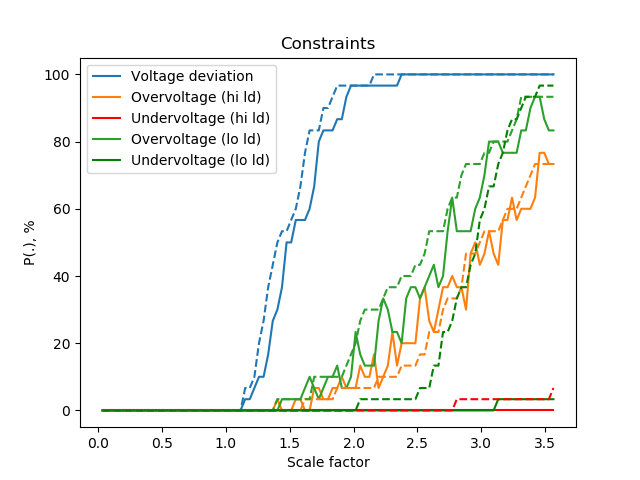 Constraints
Voltage deviation
Overvoltage (hi ld)
Undervoltage (hi ld)
Overvoltage (lo ld)
Undervoltage (lo ld)
P(.), %
100
80
60
40
20
0
0.0 0.5 1.0 1.5 2.0 2.5 3.0 3.5
Scale factor